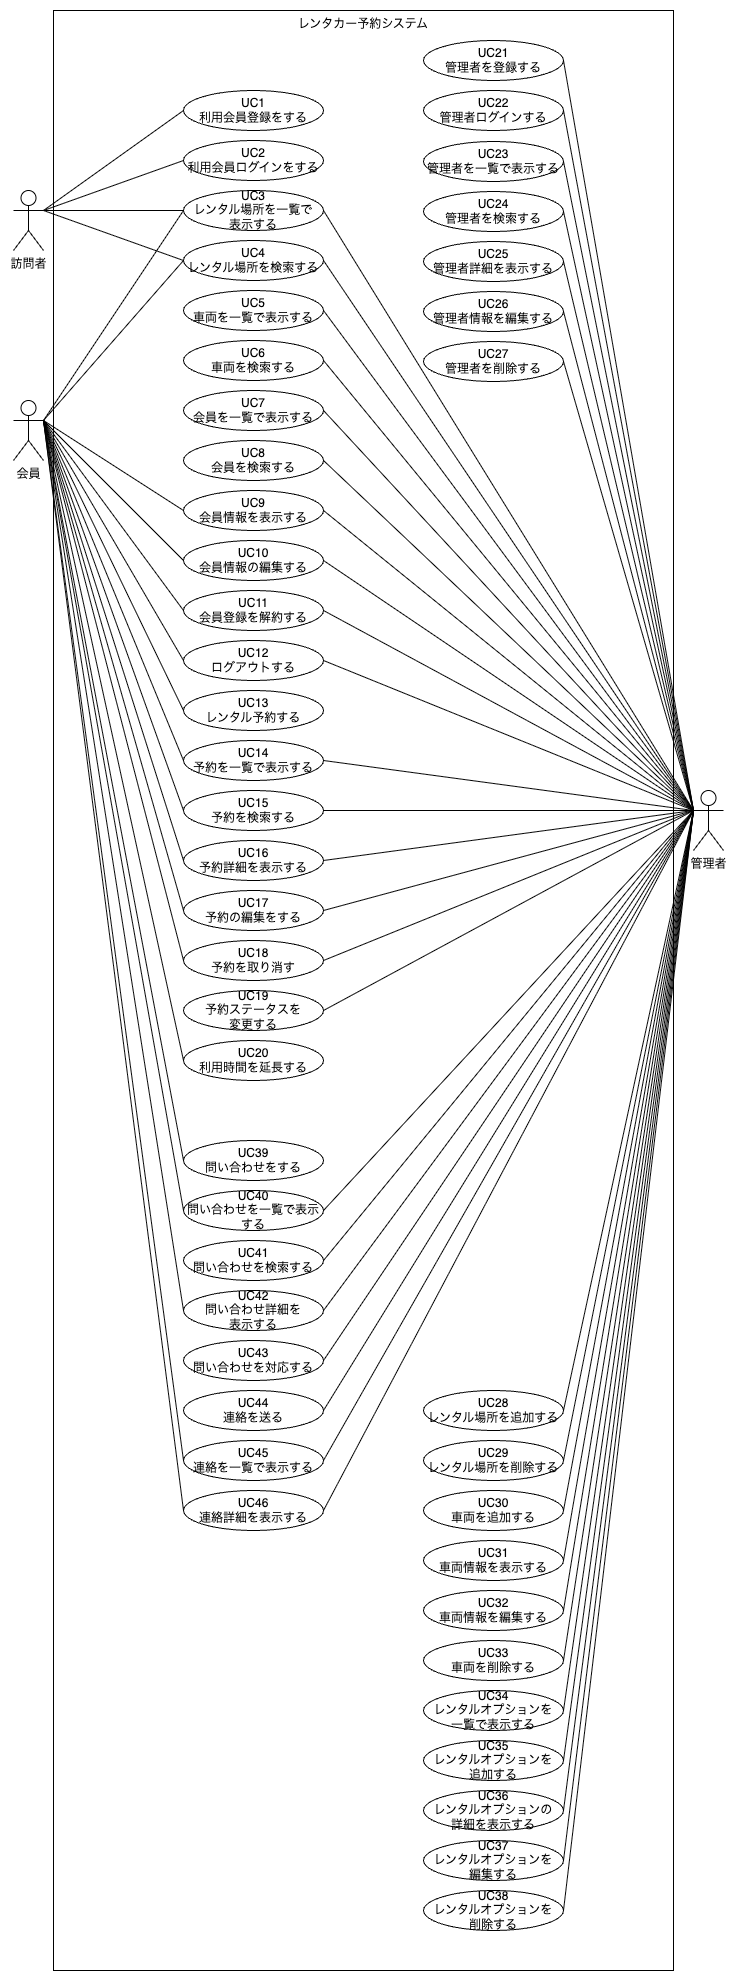 レンタカー予約システム
UC21
管理者を登録する
UC1
利用会員登録をする
UC22
管理者ログインする
UC2
利用会員ログインをする
UC23
管理者を一覧で表示する
UC3
レンタル場所を一覧で
表示する
UC24
管理者を検索する
訪問者
UC4
レンタル場所を検索する
UC25
管理者詳細を表示する
UC5
車両を一覧で表示する
UC26
管理者情報を編集する
UC6
車両を検索する
UC27
管理者を削除する
UC7
会員を一覧で表示する
会員
UC8
会員を検索する
UC9
会員情報を表示する
UC10
会員情報の編集する
UC11
会員登録を解約する
UC12
ログアウトする
UC13
レンタル予約する
UC14
予約を一覧で表示する
UC15
予約を検索する
UC16
予約詳細を表示する
管理者
UC17
予約の編集をする
UC18
予約を取り消す
UC19
予約ステータスを
変更する
UC20
利用時間を延長する
UC39
問い合わせをする
UC40
問い合わせを一覧で表示
する
UC41
問い合わせを検索する
UC42
問い合わせ詳細を
表示する
UC43
問い合わせを対応する
UC44
連絡を送る
UC28
レンタル場所を追加する
UC45
連絡を一覧で表示する
UC29
レンタル場所を削除する
UC46
連絡詳細を表示する
UC30
車両を追加する
UC31
車両情報を表示する
UC32
車両情報を編集する
UC33
車両を削除する
UC34
レンタルオプションを
一覧で表示する
UC35
レンタルオプションを
追加する
UC36
レンタルオプションの
詳細を表示する
UC37
レンタルオプションを
編集する
UC38
レンタルオプションを
削除する